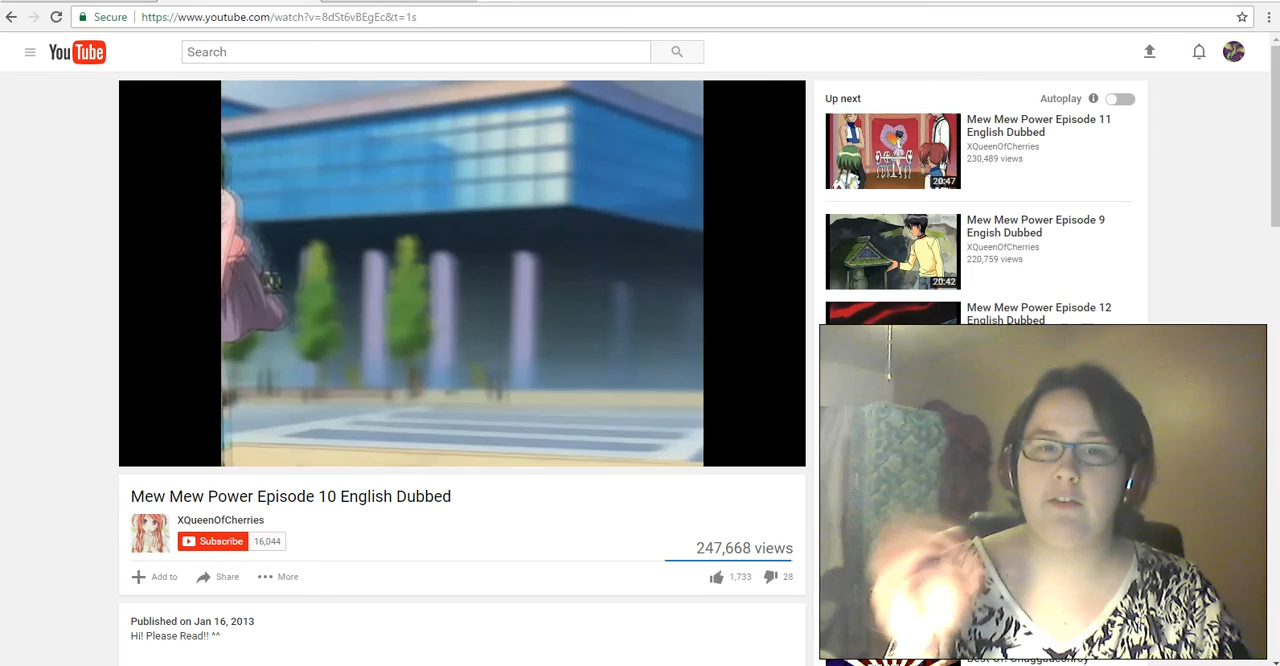 Secure
https://www.youtube.com/watch?v=8dSt6vBEgEc&t=1s
YouTube
Search
Up next
Autoplay
Mew Mew Power Episode 11
English Dubbed
XQueenOfCherries
230,489 views
20:47
Mew Mew Power Episode 9
Engish Dubbed
XQueenOfCherries
220,759 views
20:42
Mew Mew Power Episode 12
English Dubbed
Mew Mew Power Episode 10 English Dubbed
XQueenOfCherries
Subscribe 16,044
247,668 views
Add to
Share
More
1,733
28
Published on Jan 16, 2013
Hi! Please Read!! ^^